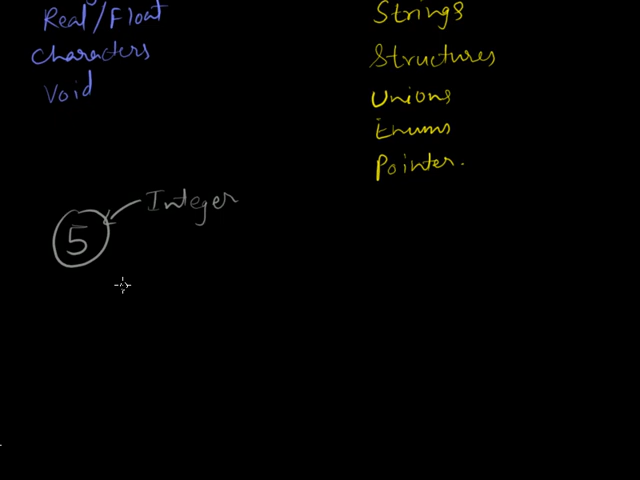 Real/Float
Characters
Void
Strings
Structures
Unions
Enums
Pointer.
Integer
5